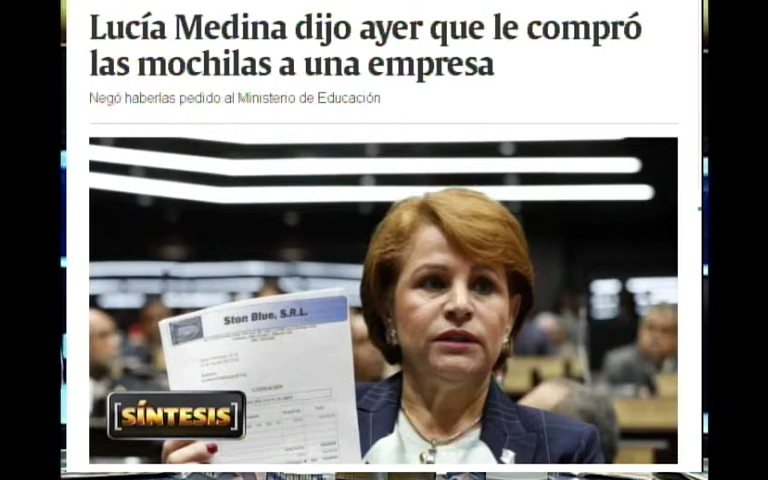 Lucía Medina dijo ayer que le compró
las mochilas a una empresa
Negó haberlas pedido al Ministerio de Educación
Ston Blue, S.R.L.
COTIZACIÓN
[SÍNTESIS]